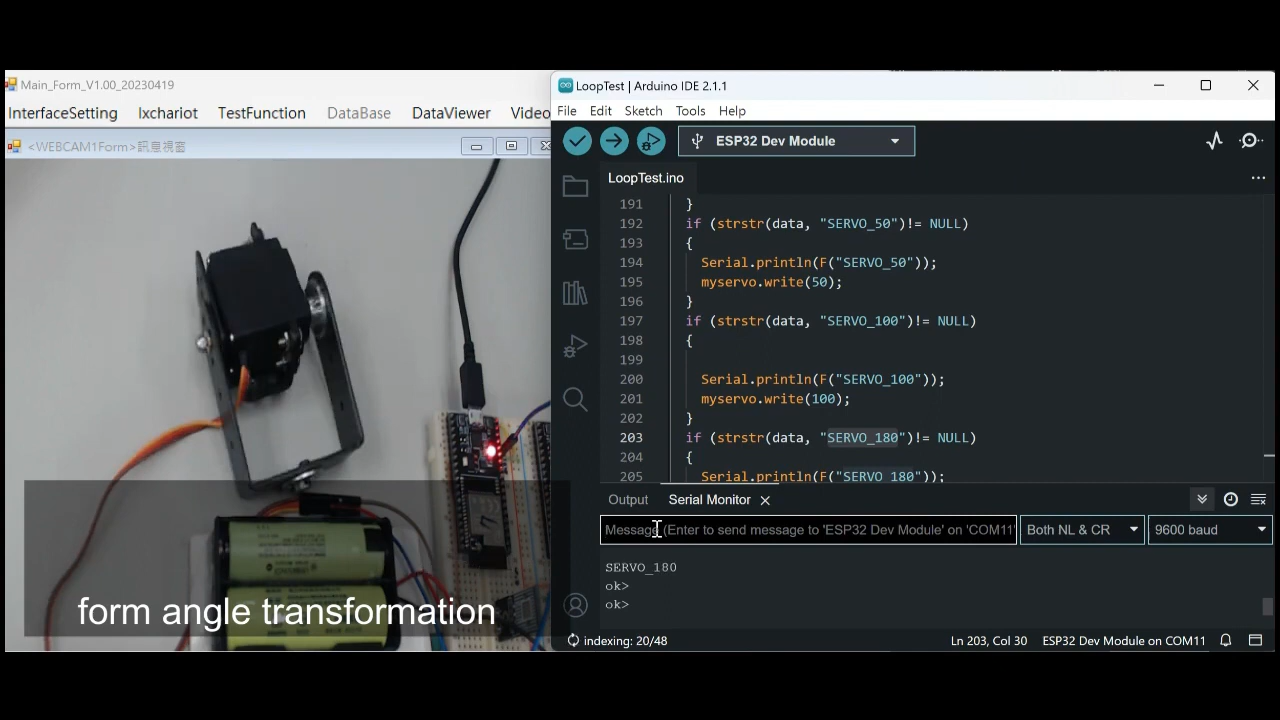 Main_Form_V1.00_20230419
InterfaceSetting Ixchariot TestFunction DataBase DataViewer Video
<WEBCAM1Form>訊息視窗
form angle transformation
LoopTest | Arduino IDE 2.1.1
File Edit Sketch Tools Help
ESP32 Dev Module
LoopTest.ino
191 }
192 if (strstr(data, "SERVO_50")!= NULL)
193 {
194 Serial.println(F("SERVO_50"));
195 myservo.write(50);
196 }
197 if (strstr(data, "SERVO_100")!= NULL)
198 {
199
200 Serial.println(F("SERVO_100"));
201 myservo.write(100);
202 }
203 if (strstr(data, "SERVO_180")!= NULL)
204 {
205 Serial.println(F("SERVO_180"));
Output Serial Monitor
Message (Enter to send message to 'ESP32 Dev Module' on 'COM11' Both NL & CR 9600 baud
SERVO_180
ok>
ok>
indexing: 20/48 Ln 203, Col 30 ESP32 Dev Module on COM11